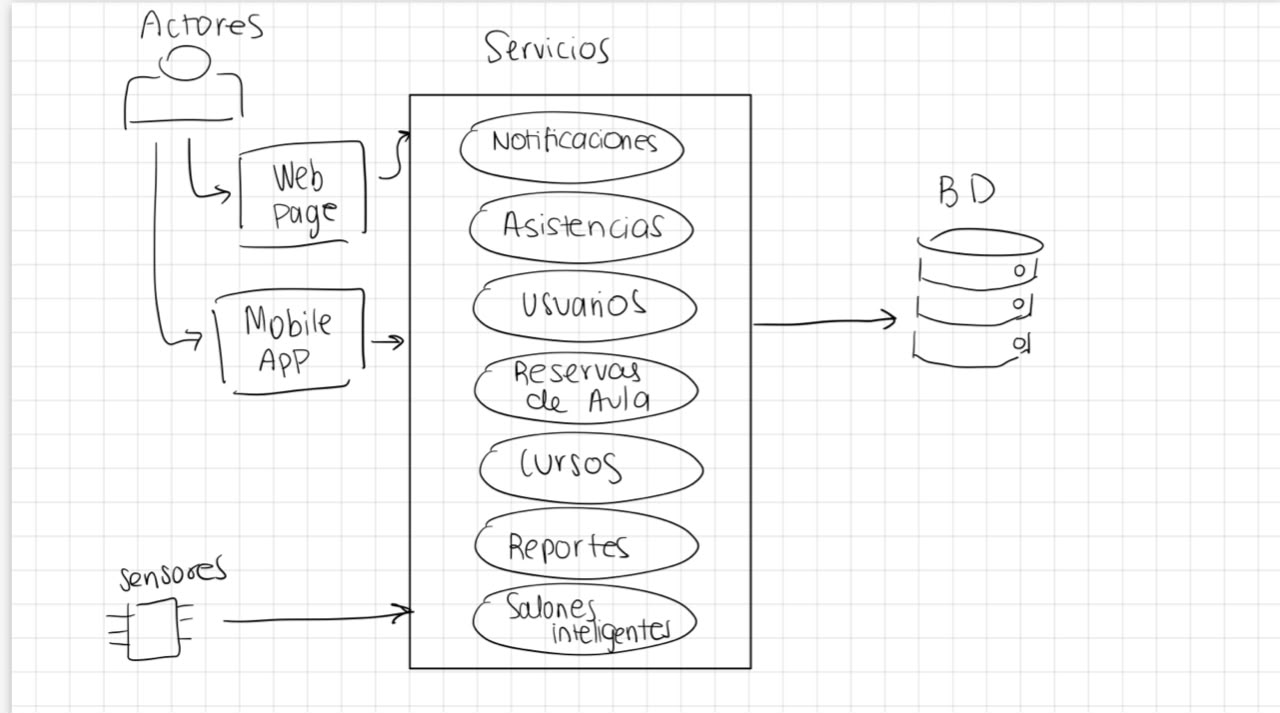 Actores
Servicios
Web
page
Mobile
APP
sensores
Notificaciones
Asistencias
Usuarios
Reservas
de Aula
Cursos
Reportes
Salones
inteligentes
BD